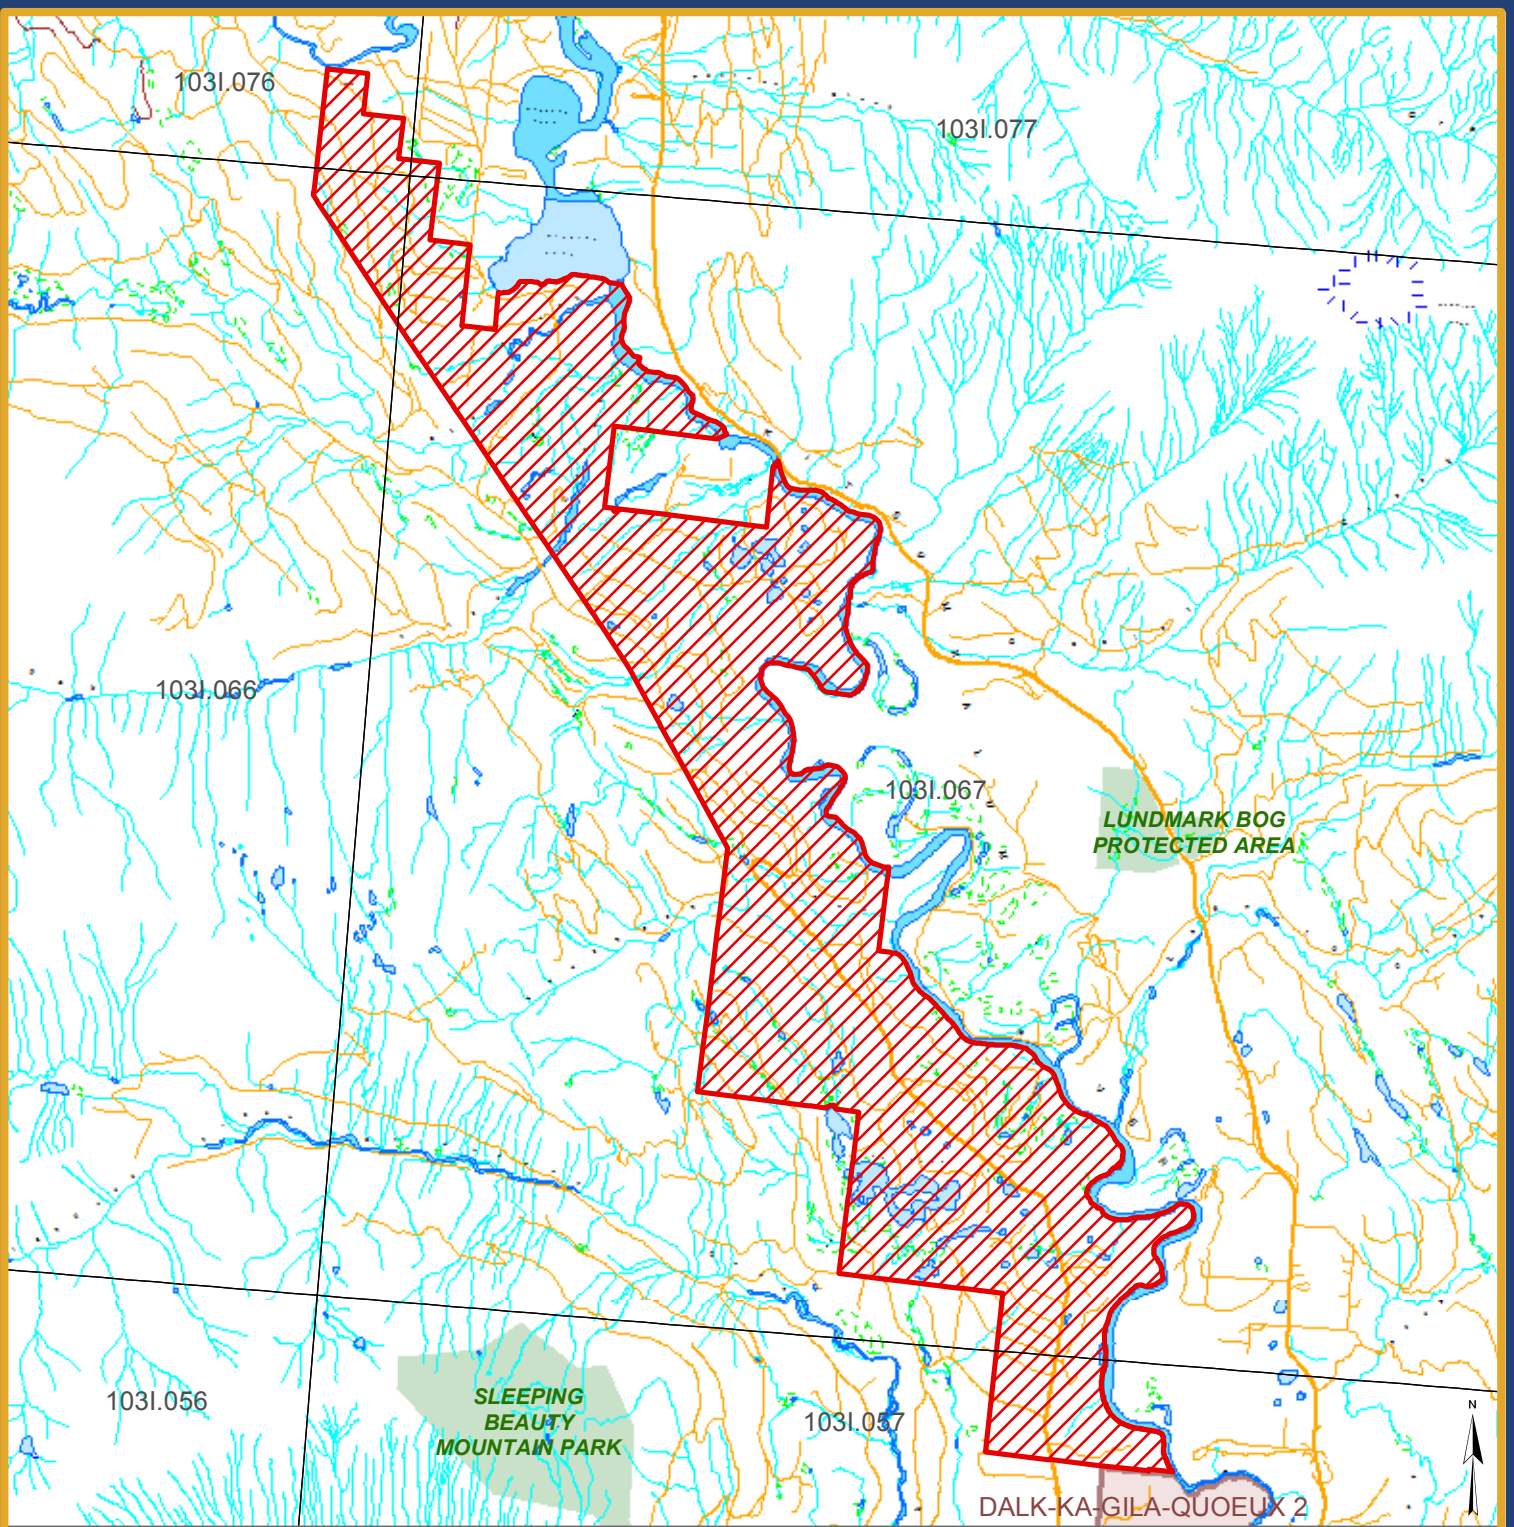 103I.076
103I.077
103I.066
103I.067
LUNDMARK BOG
PROTECTED AREA
103I.056
SLEEPING
BEAUTY
MOUNTAIN PARK
103I.057
N
DALK-KA-GILA-QUOEUX 2